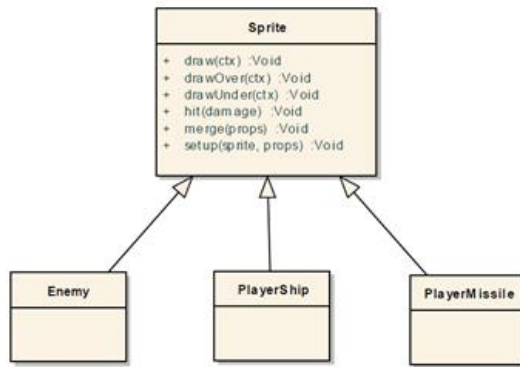 Sprite
+ draw(ctx) :Void
+ drawOver(ctx) :Void
+ drawUnder(ctx) :Void
+ hit(damage) :Void
+ merge(props) :Void
+ setup(sprite, props) :Void
Enemy
PlayerShip
PlayerMissile